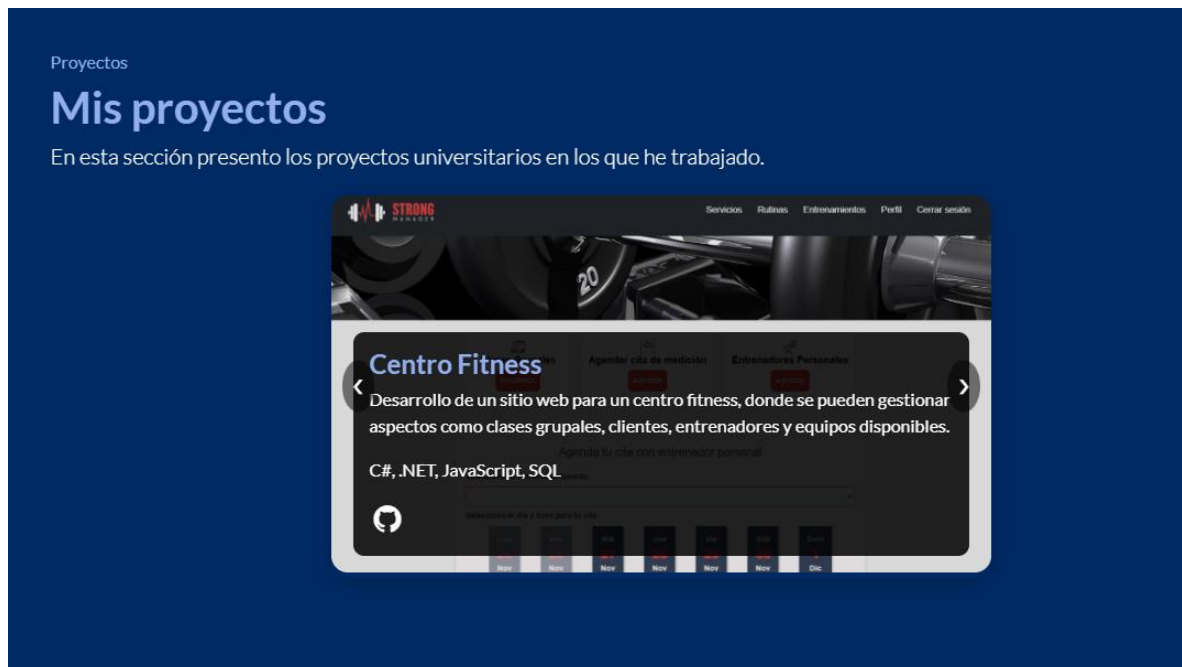 Proyectos
Mis proyectos
En esta sección presento los proyectos universitarios en los que he trabajado.
STRONG
MANAGER
Servicios Rutinas Entrenamientos Perfil Cerrar sesión
20
Agendar cita de medición Entrenadores Personales
Centro Fitness
‹ ›
Desarrollo de un sitio web para un centro fitness, donde se pueden gestionar
aspectos como clases grupales, clientes, entrenadores y equipos disponibles.
Agenda tu cita con entrenador personal
C#, .NET, JavaScript, SQL
Nov Nov Nov Nov Nov Nov Dic